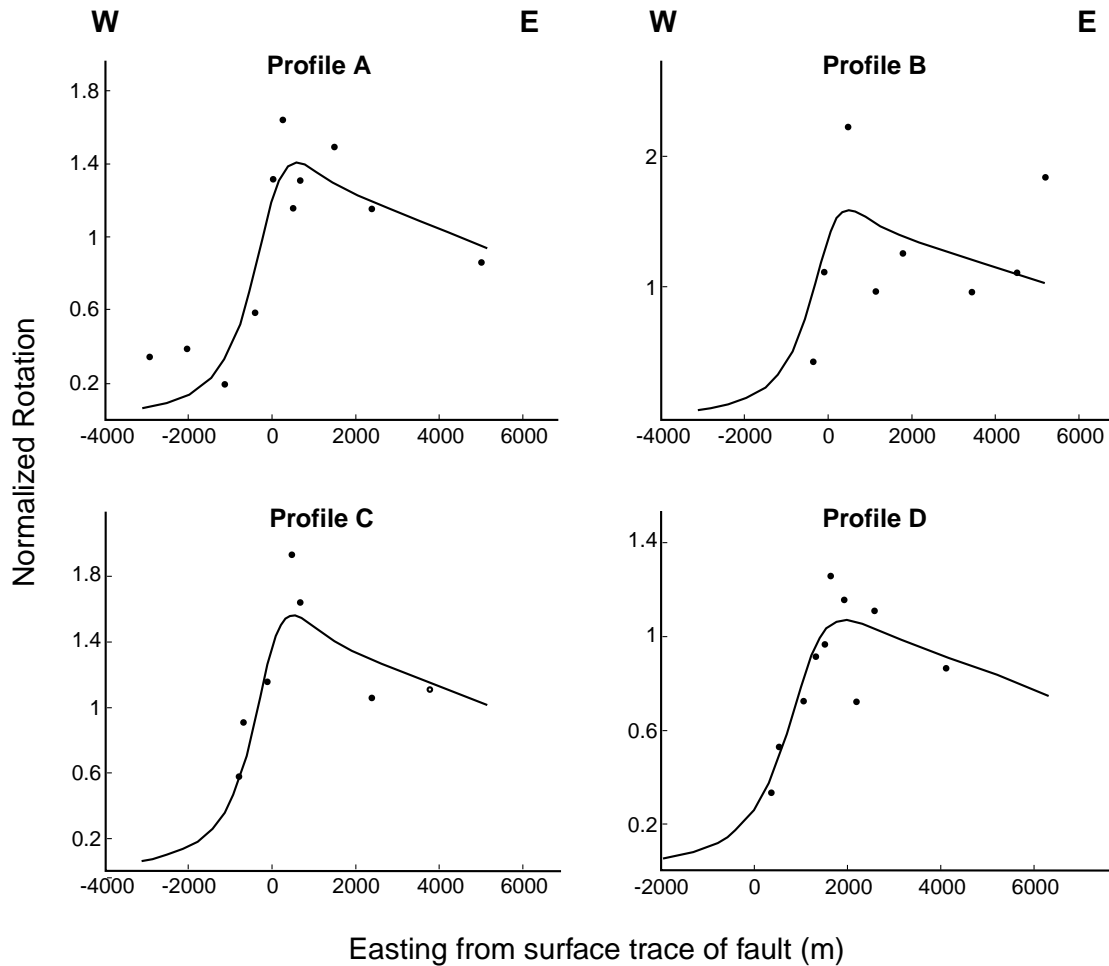 W E W E
Profile A
Profile B
1.8
1.4
1
0.6
0.2
-4000 -2000 0 2000 4000 6000
2
1
-4000 -2000 0 2000 4000 6000
Normalized Rotation
Profile C
Profile D
1.8
1.4
1
0.6
0.2
-4000 -2000 0 2000 4000 6000
1.4
1
0.6
0.2
-2000 0 2000 4000 6000
Easting from surface trace of fault (m)